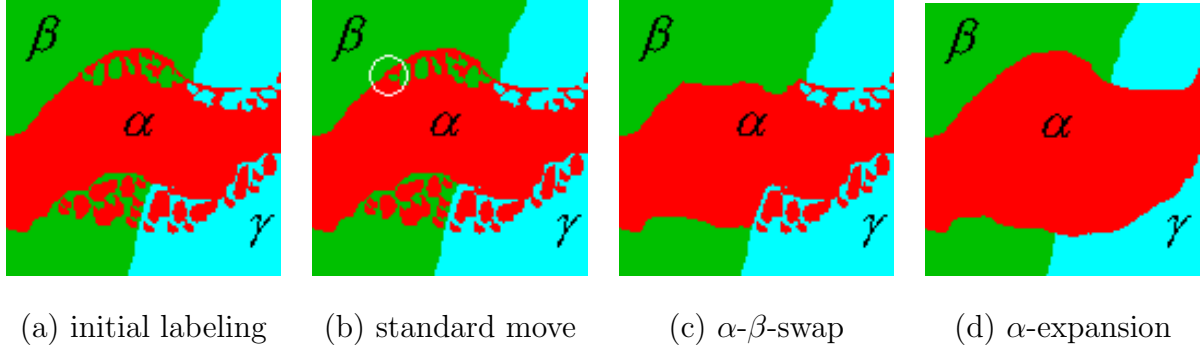 β α γ
β α γ
β α γ
β α γ
(a) initial labeling
(b) standard move
(c) α-β-swap
(d) α-expansion